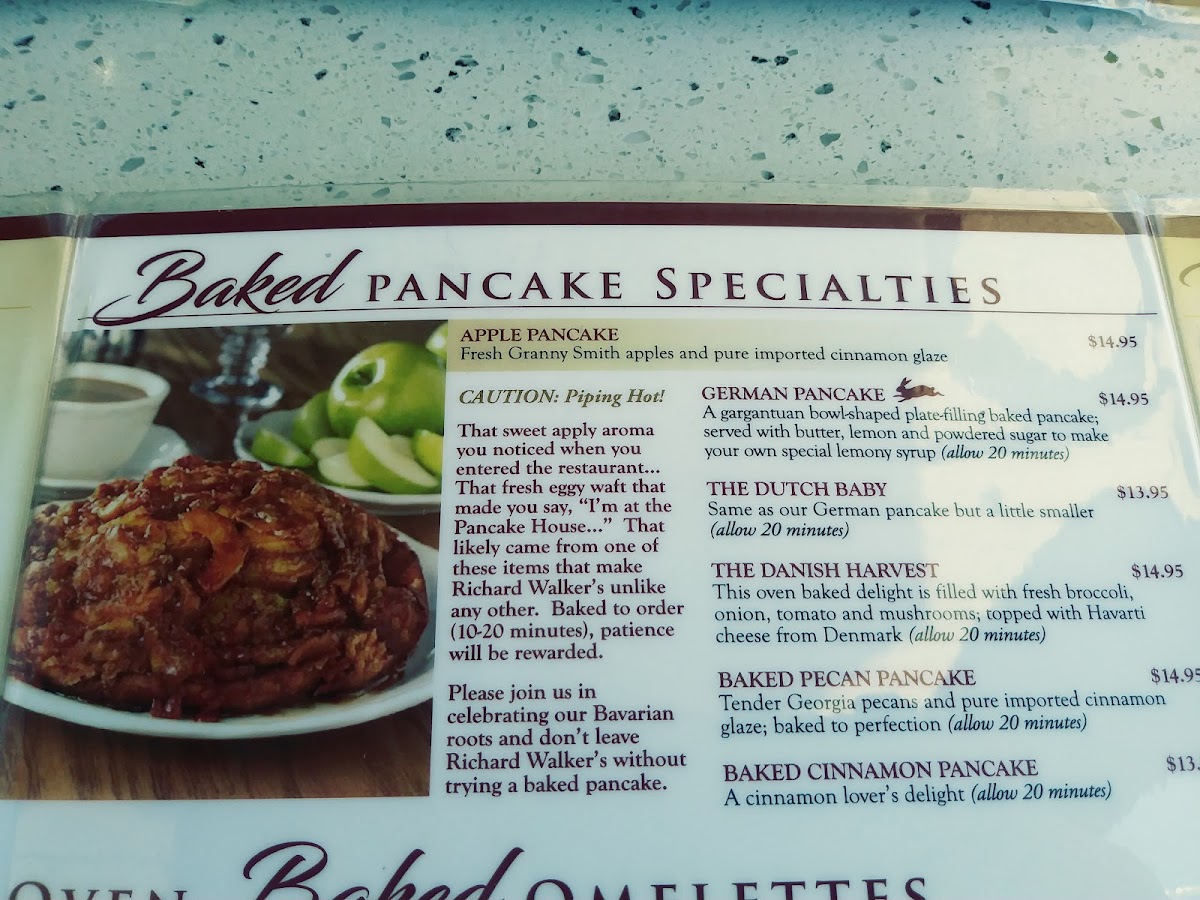 Baked PANCAKE SPECIALTIES
APPLE PANCAKE $14.95
Fresh Granny Smith apples and pure imported cinnamon glaze
CAUTION: Piping Hot!
That sweet apply aroma
you noticed when you
entered the restaurant...
That fresh eggy waft that
made you say, “I'm at the
Pancake House...” That
likely came from one of
these items that make
Richard Walker's unlike
any other. Baked to order
(10-20 minutes), patience
will be rewarded.
Please join us in
celebrating our Bavarian
roots and don't leave
Richard Walker's without
trying a baked pancake.
GERMAN PANCAKE $14.95
A gargantuan bowl-shaped plate-filling baked pancake;
served with butter, lemon and powdered sugar to make
your own special lemony syrup (allow 20 minutes)
THE DUTCH BABY $13.95
Same as our German pancake but a little smaller
(allow 20 minutes)
THE DANISH HARVEST $14.95
This oven baked delight is filled with fresh broccoli,
onion, tomato and mushrooms; topped with Havarti
cheese from Denmark (allow 20 minutes)
BAKED PECAN PANCAKE $14.95
Tender Georgia pecans and pure imported cinnamon
glaze; baked to perfection (allow 20 minutes)
BAKED CINNAMON PANCAKE $13.
A cinnamon lover's delight (allow 20 minutes)
OVEN Baked OMELETTES